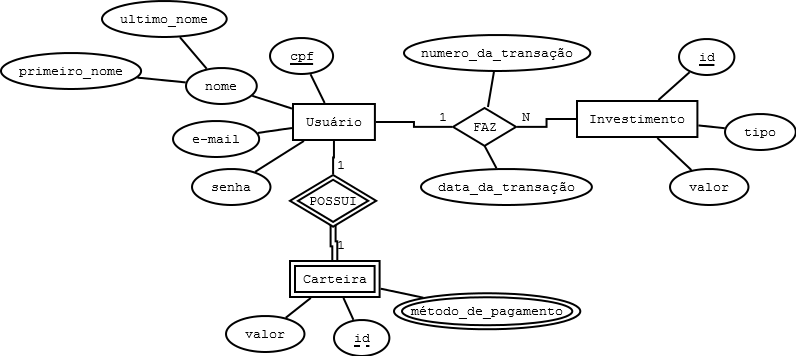 ultimo_nome
primeiro_nome
nome
cpf
numero_da_transação
id
Usuário
1
FAZ
N
Investimento
e-mail
tipo
senha
1
data_da_transação
valor
POSSUI
1
Carteira
método_de_pagamento
valor
id